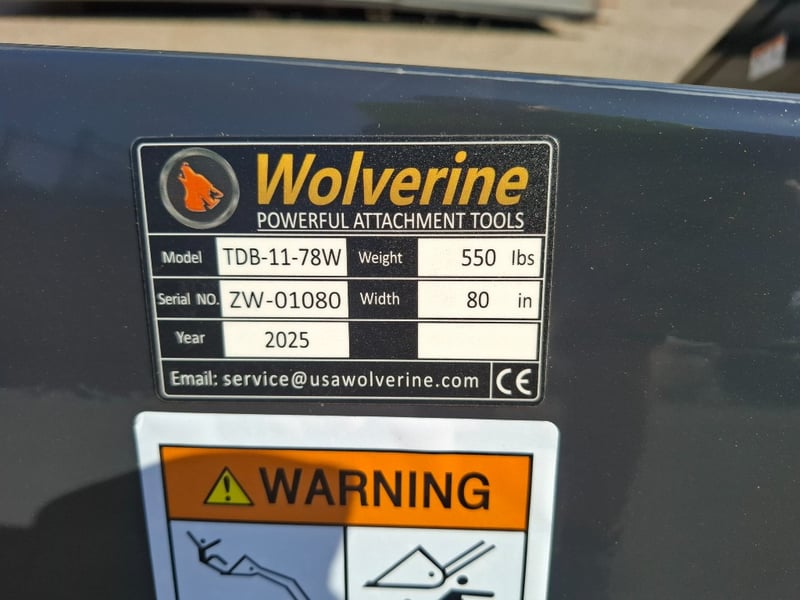 Wolverine
POWERFUL ATTACHMENT TOOLS
Model TDB-11-78W Weight 550 lbs
Serial NO. ZW-01080 Width 80 in
Year 2025
Email: service@usawolverine.com CE
WARNING